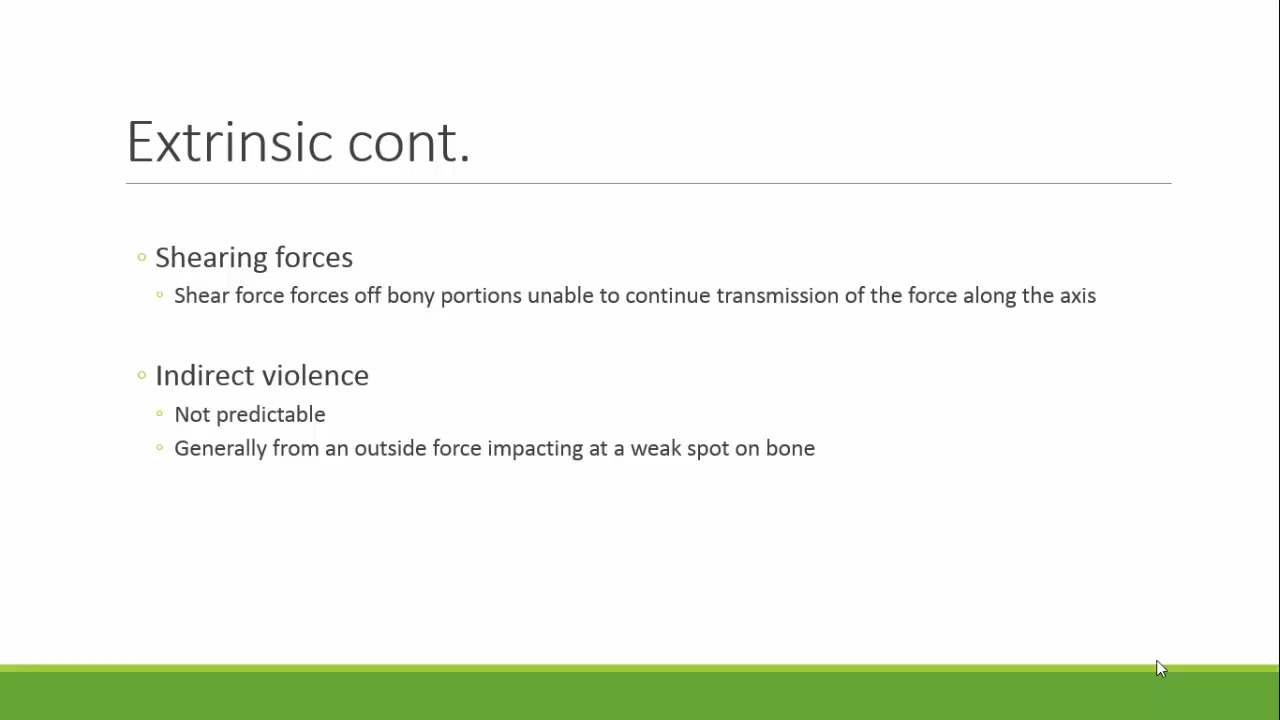 Extrinsic cont.
Shearing forces
Shear force forces off bony portions unable to continue transmission of the force along the axis
Indirect violence
Not predictable
Generally from an outside force impacting at a weak spot on bone